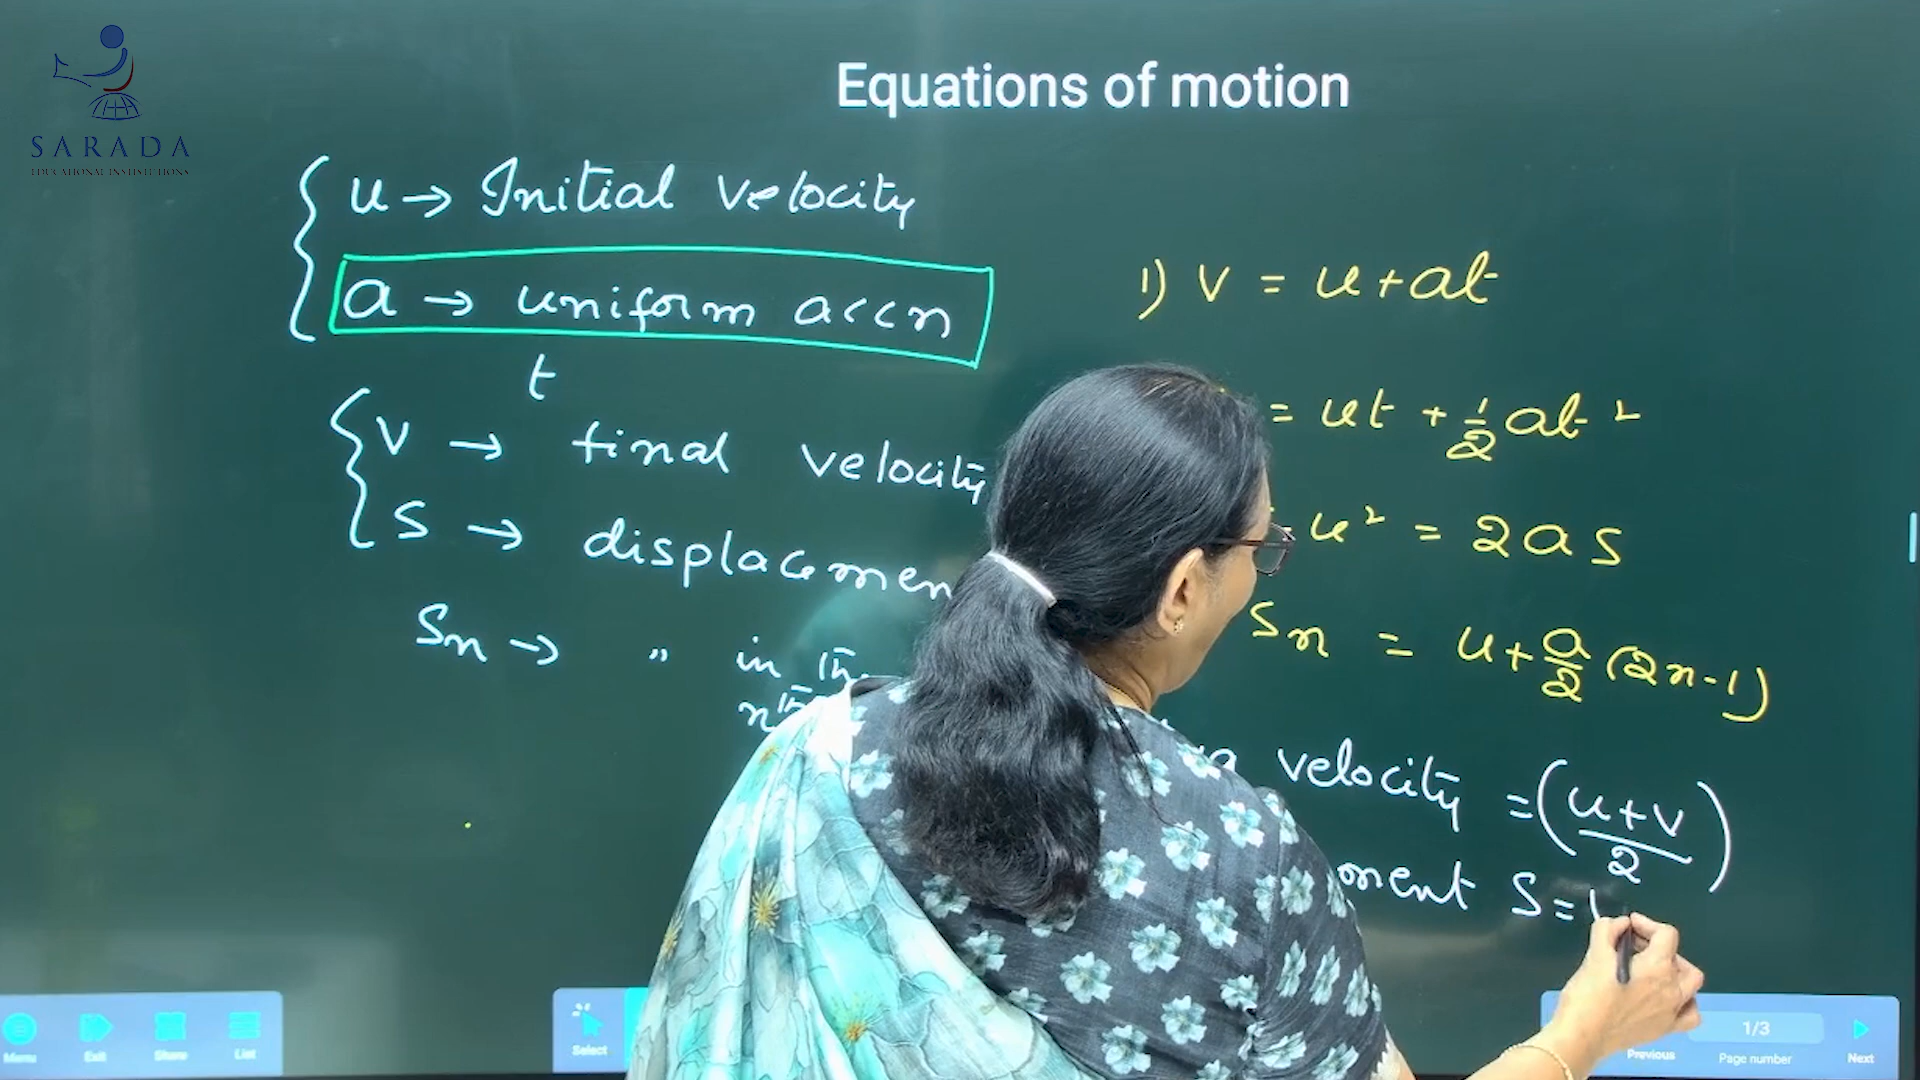 SARADA
EDUCATIONAL INSTITUTIONS
Equations of motion
u → Initial velocity
a → uniform accn
t
v → final velocity
s → displacemen
Sn → " in
1) v = u + at
= ut + 1/2 at²
u² = 2as
Sn = u + a/2 (2n-1)
velocity = (u+v/2)
ment S = (
Menu
Exit
Share
List
Select
Previous
1/3
Page number
Next